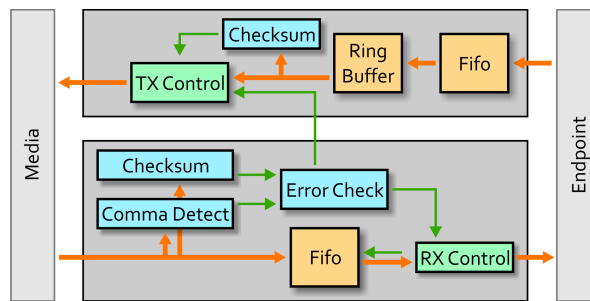 Checksum
Ring
Buffer
Fifo
TX Control
Media
Endpoint
Checksum
Error Check
Comma Detect
Fifo
RX Control